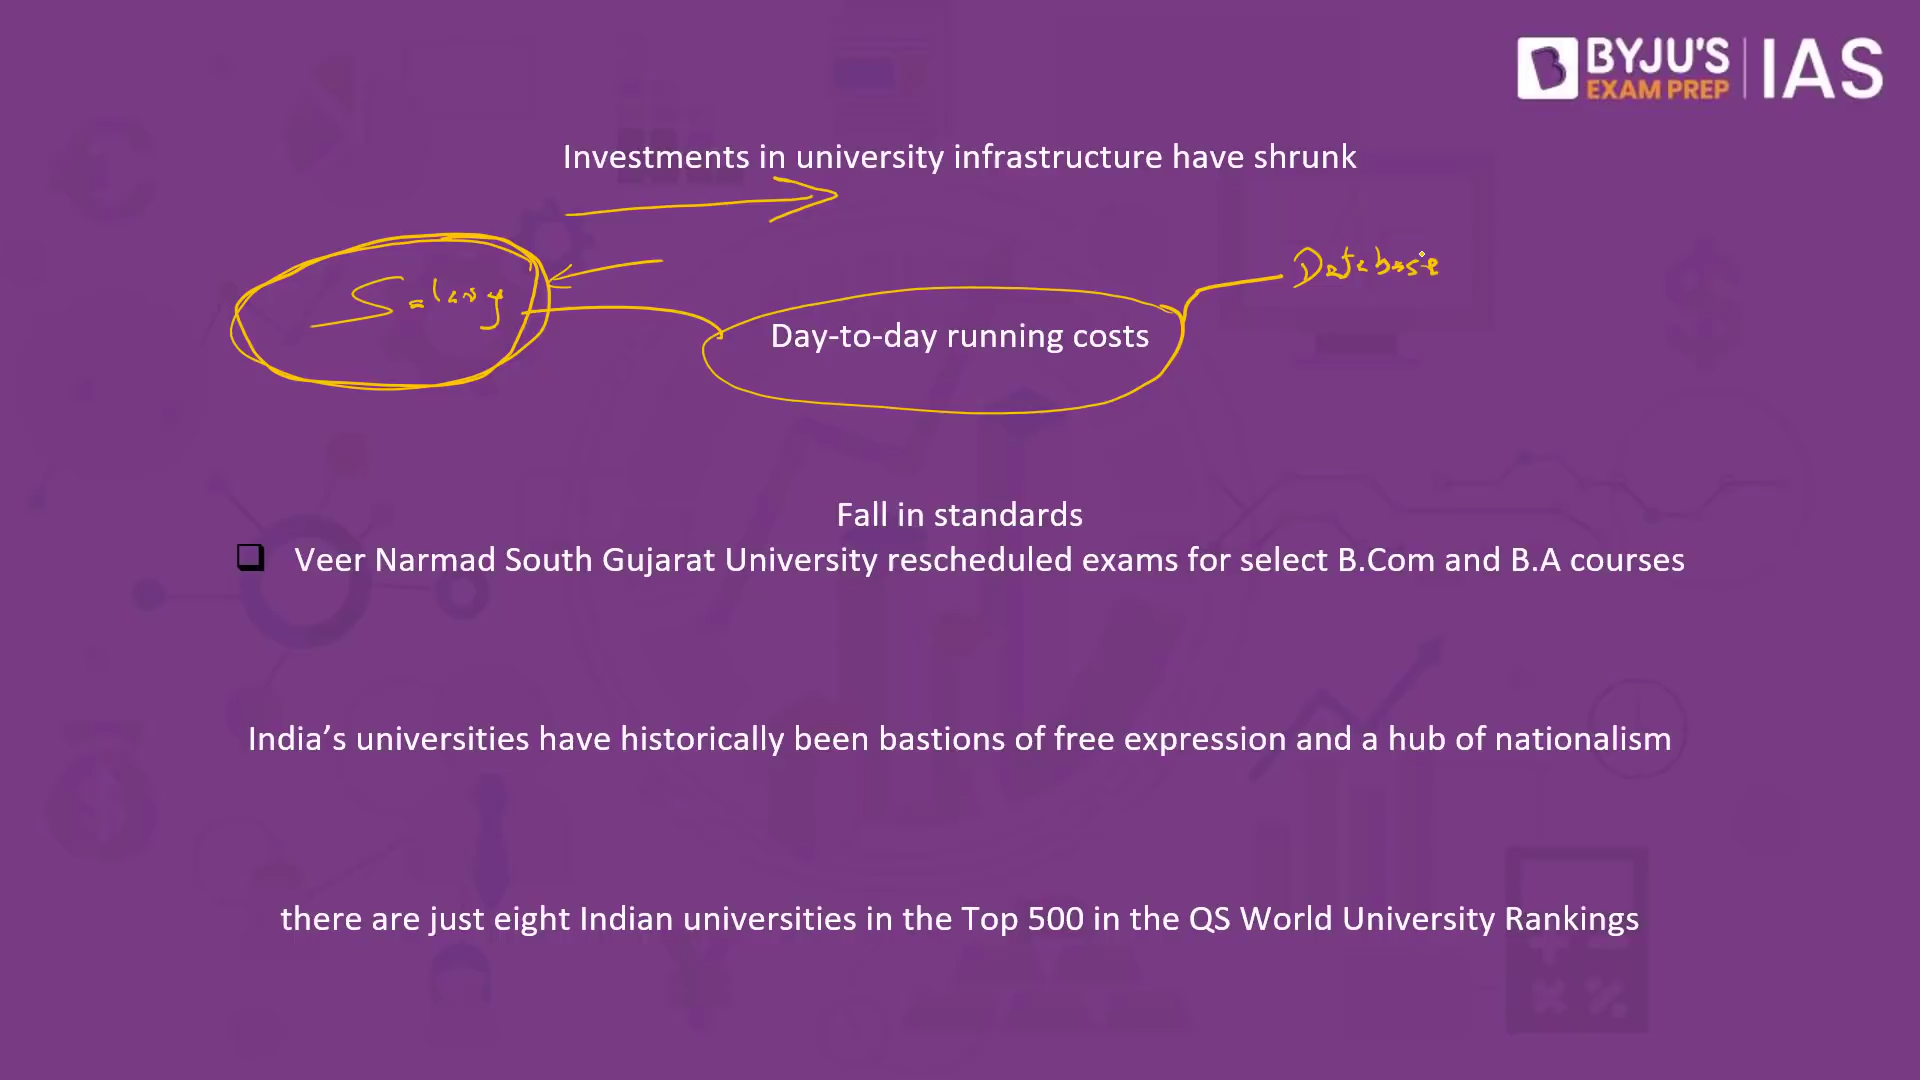 BYJU'S
EXAM PREP
IAS
Investments in university infrastructure have shrunk
Salary
Database
Day-to-day running costs
Fall in standards
Veer Narmad South Gujarat University rescheduled exams for select B.Com and B.A courses
India’s universities have historically been bastions of free expression and a hub of nationalism
there are just eight Indian universities in the Top 500 in the QS World University Rankings